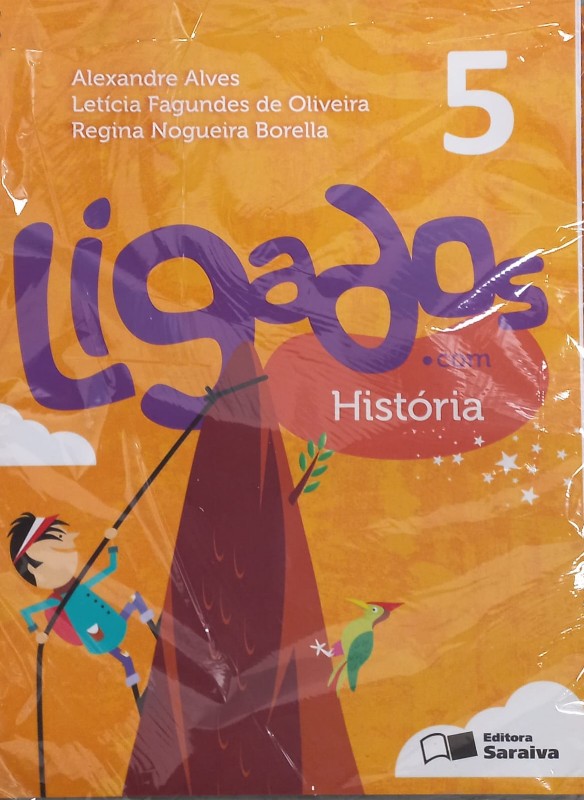 Alexandre Alves
Letícia Fagundes de Oliveira
Regina Nogueira Borella
5
Ligados
.com
História
Editora
Saraiva